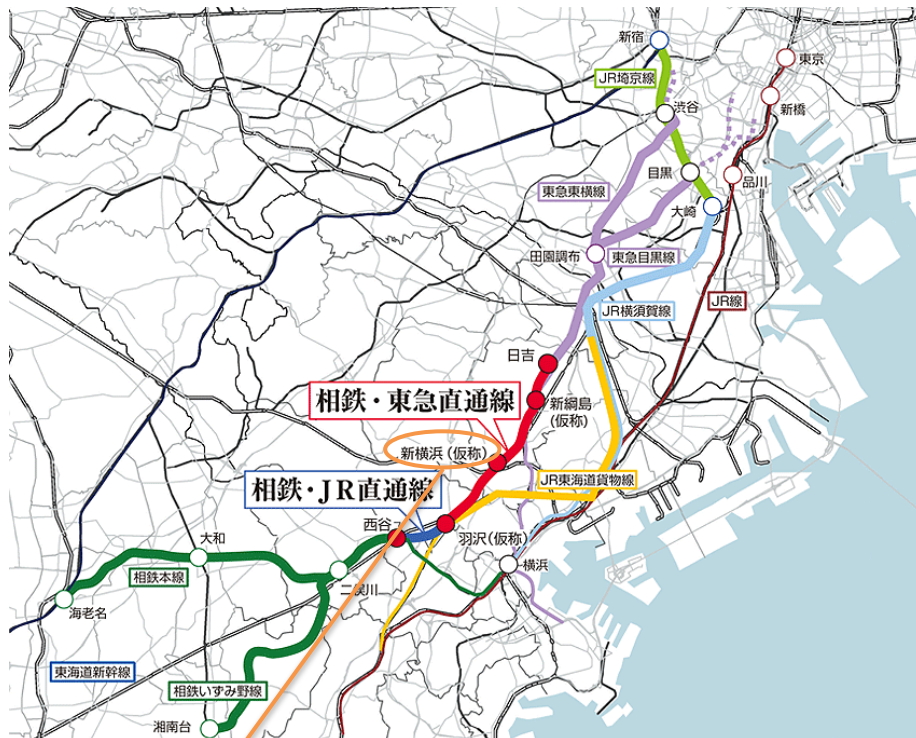 新宿
東京
JR埼京線
新橋
渋谷
目黒
品川
東急東横線
大崎
田園調布
東急目黒線
JR線
JR横須賀線
日吉
相鉄・東急直通線
新綱島
(仮称)
新横浜(仮称)
相鉄・JR直通線
JR東海道貨物線
西谷
羽沢(仮称)
大和
横浜
相鉄本線
二俣川
海老名
東海道新幹線
相鉄いずみ野線
湘南台